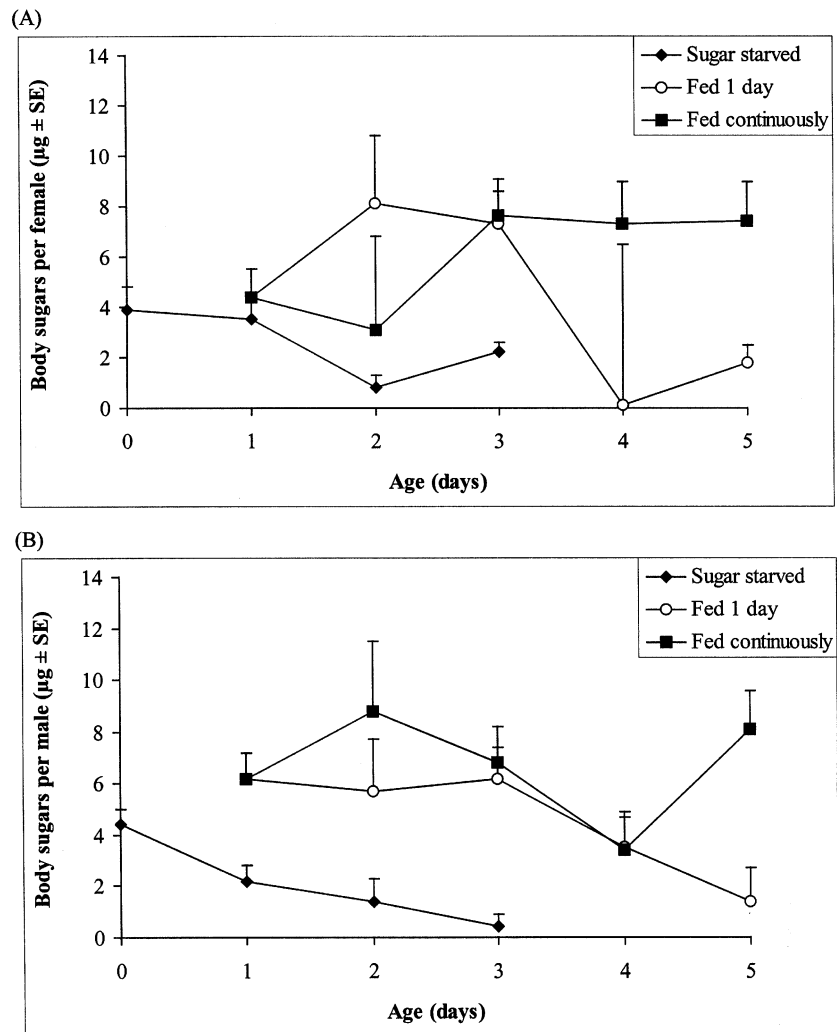 (A)
Sugar starved
Fed 1 day
Fed continuously
Body sugars per female (µg ± SE)
14
12
10
8
6
4
2
0
0 1 2 3 4 5
Age (days)
(B)
Sugar starved
Fed 1 day
Fed continuously
Body sugars per male (µg ± SE)
14
12
10
8
6
4
2
0
0 1 2 3 4 5
Age (days)